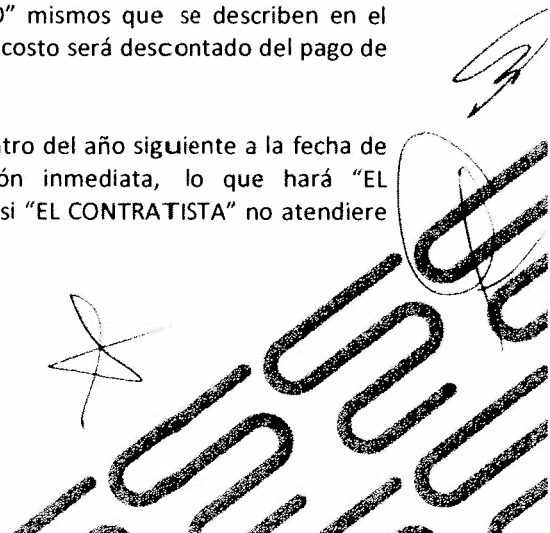 O” mismos que se describen en el
costo será descontado del pago de
tro del año siguiente a la fecha de
ón inmediata, lo que hará “EL
si “EL CONTRATISTA” no atendiere